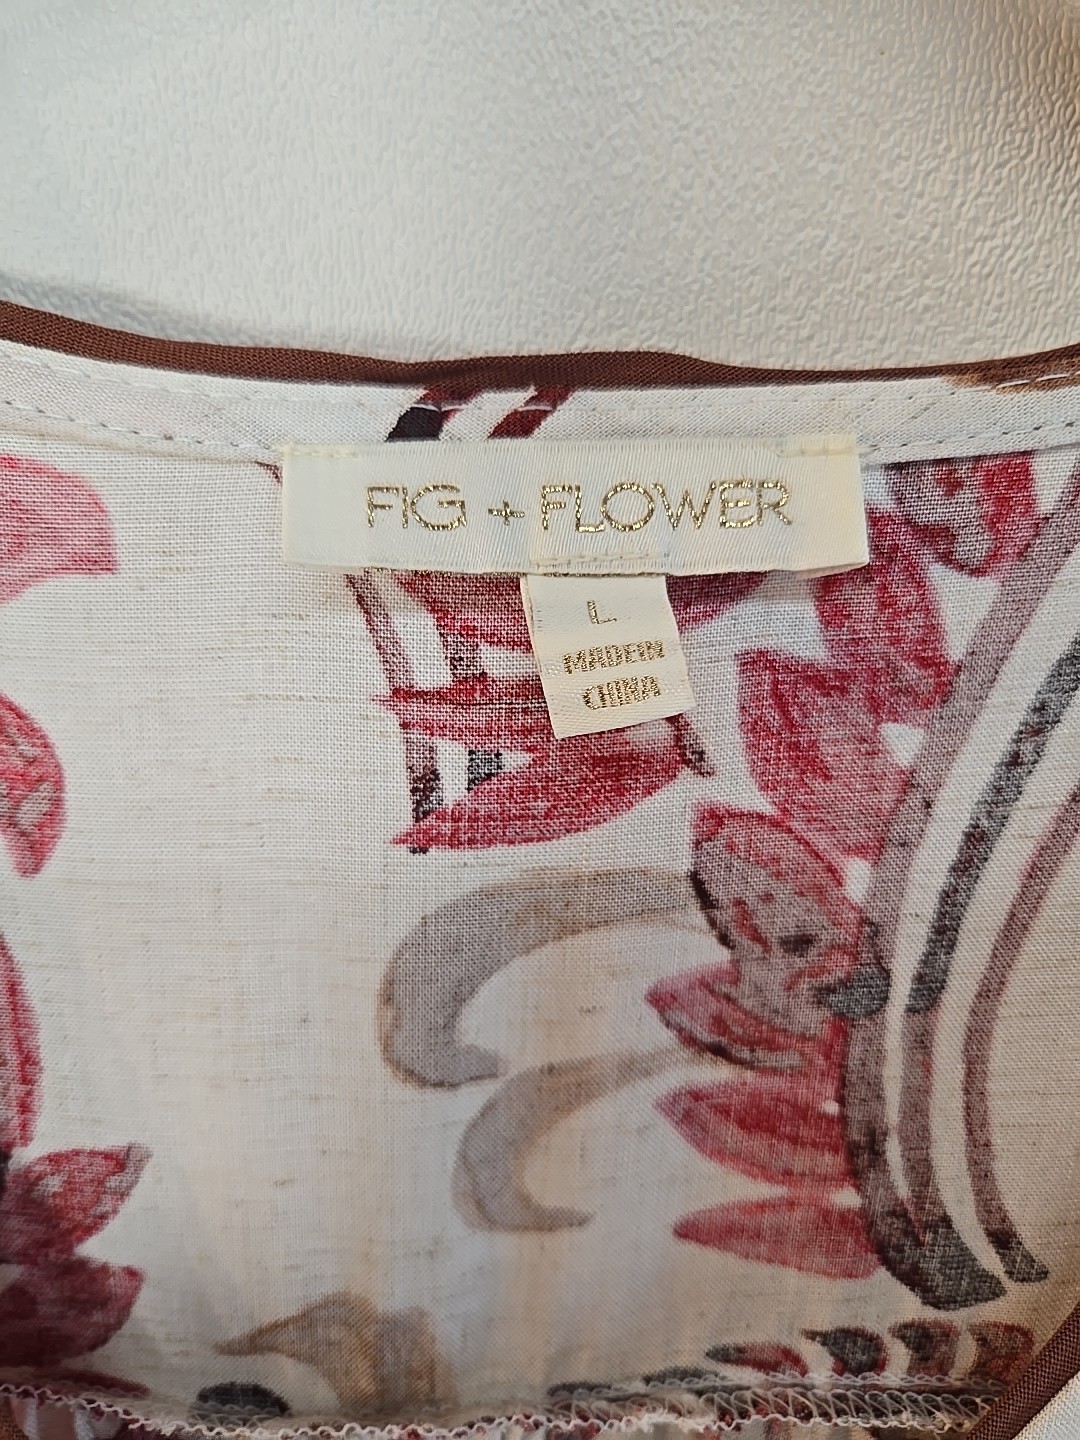 FIG + FLOWER
L
MADE IN
CHINA